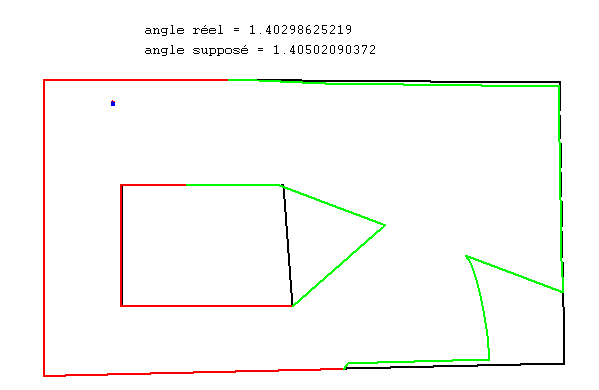 angle réel = 1.40298625219
angle supposé = 1.40502090372